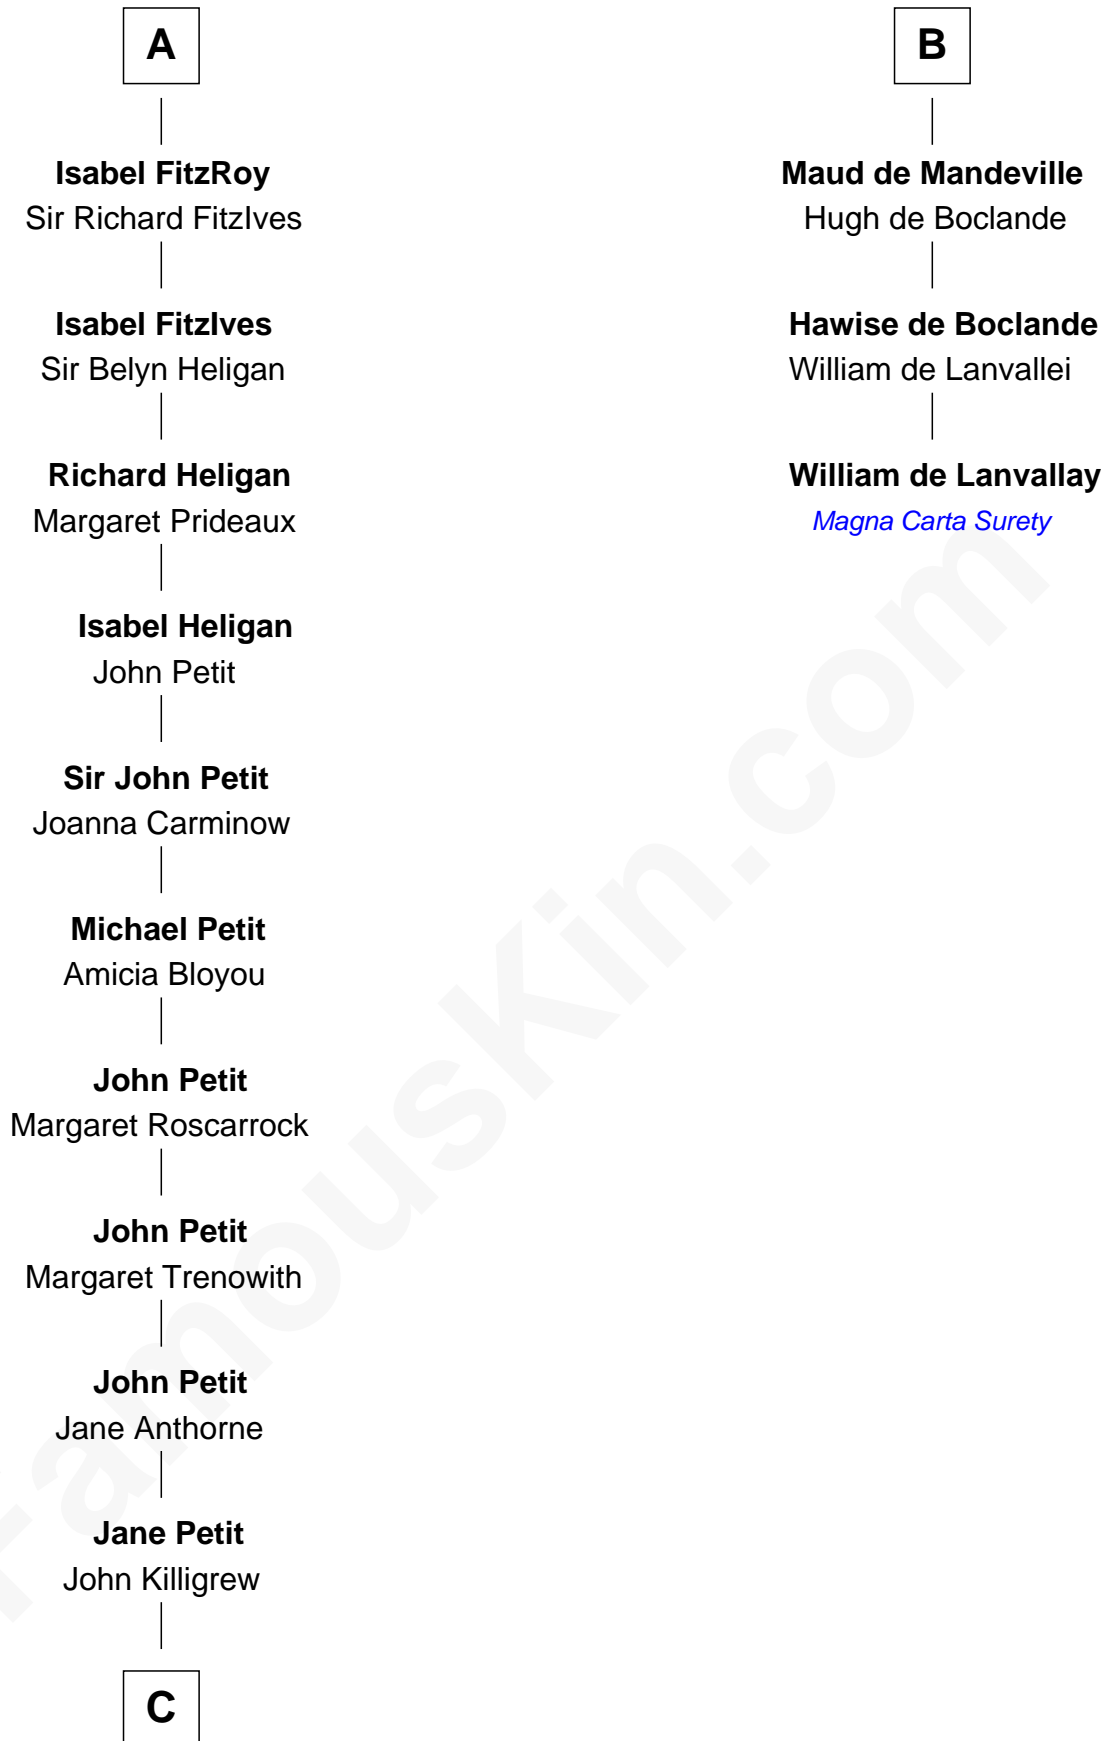 A
Isabel FitzRoy
Sir Richard FitzIves
Isabel FitzIves
Sir Belyn Heligan
Richard Heligan
Margaret Prideaux
Isabel Heligan
John Petit
Sir John Petit
Joanna Carminow
Michael Petit
Amicia Bloyou
John Petit
Margaret Roscarrock
John Petit
Margaret Trenowith
John Petit
Jane Anthorne
Jane Petit
John Killigrew
C
B
Maud de Mandeville
Hugh de Boclande
Hawise de Boclande
William de Lanvallei
William de Lanvallay
Magna Carta Surety
FamousKin.com